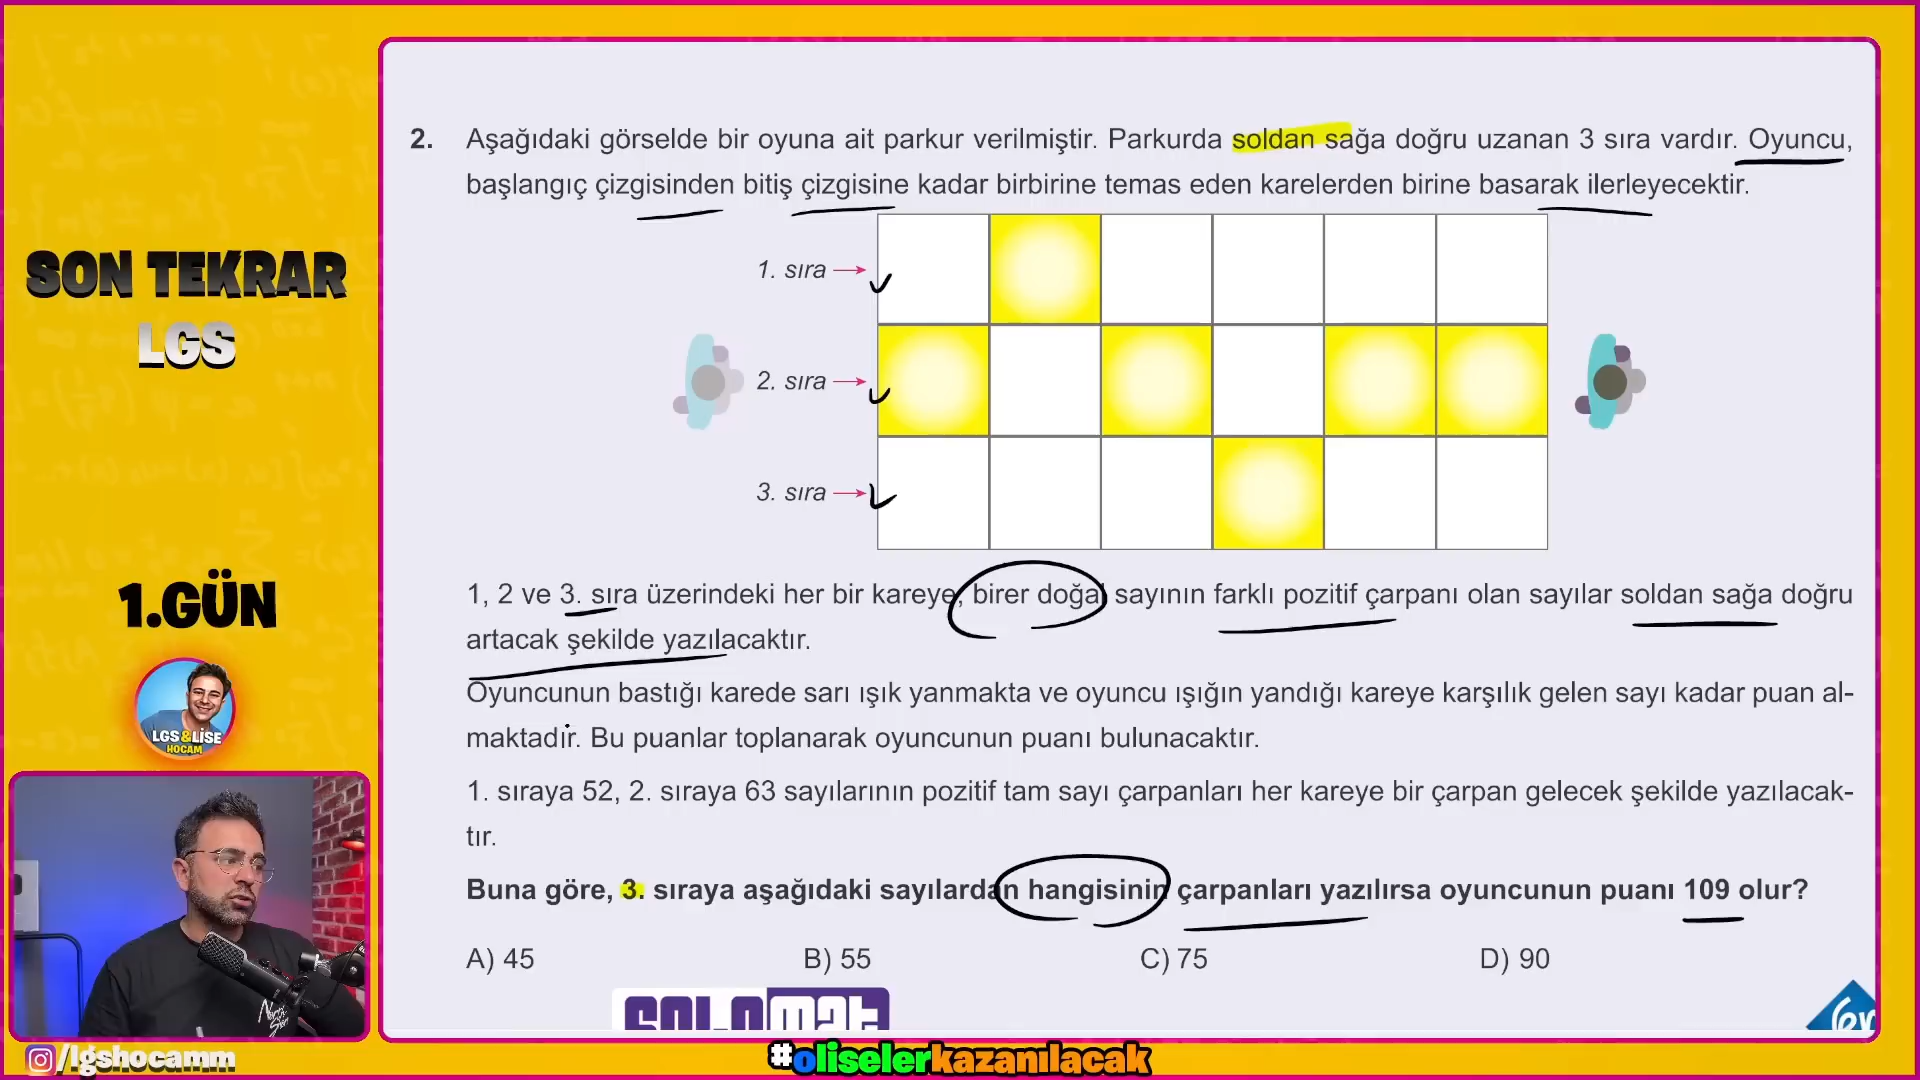 SON TEKRAR
LGS
1.GÜN
LGS&LİSE
HOCAM
/lgshocamm
2. Aşağıdaki görselde bir oyuna ait parkur verilmiştir. Parkurda soldan sağa doğru uzanan 3 sıra vardır. Oyuncu,
başlangıç çizgisinden bitiş çizgisine kadar birbirine temas eden karelerden birine basarak ilerleyecektir.
1. sıra
2. sıra
3. sıra
1, 2 ve 3. sıra üzerindeki her bir kareye, birer doğal sayının farklı pozitif çarpanı olan sayılar soldan sağa doğru
artacak şekilde yazılacaktır.
Oyuncunun bastığı karede sarı ışık yanmakta ve oyuncu ışığın yandığı kareye karşılık gelen sayı kadar puan al-
maktadır. Bu puanlar toplanarak oyuncunun puanı bulunacaktır.
1. sıraya 52, 2. sıraya 63 sayılarının pozitif tam sayı çarpanları her kareye bir çarpan gelecek şekilde yazılacak-
tır.
Buna göre, 3. sıraya aşağıdaki sayılardan hangisinin çarpanları yazılırsa oyuncunun puanı 109 olur?
A) 45 B) 55 C) 75 D) 90
#oliselerkazanılacak